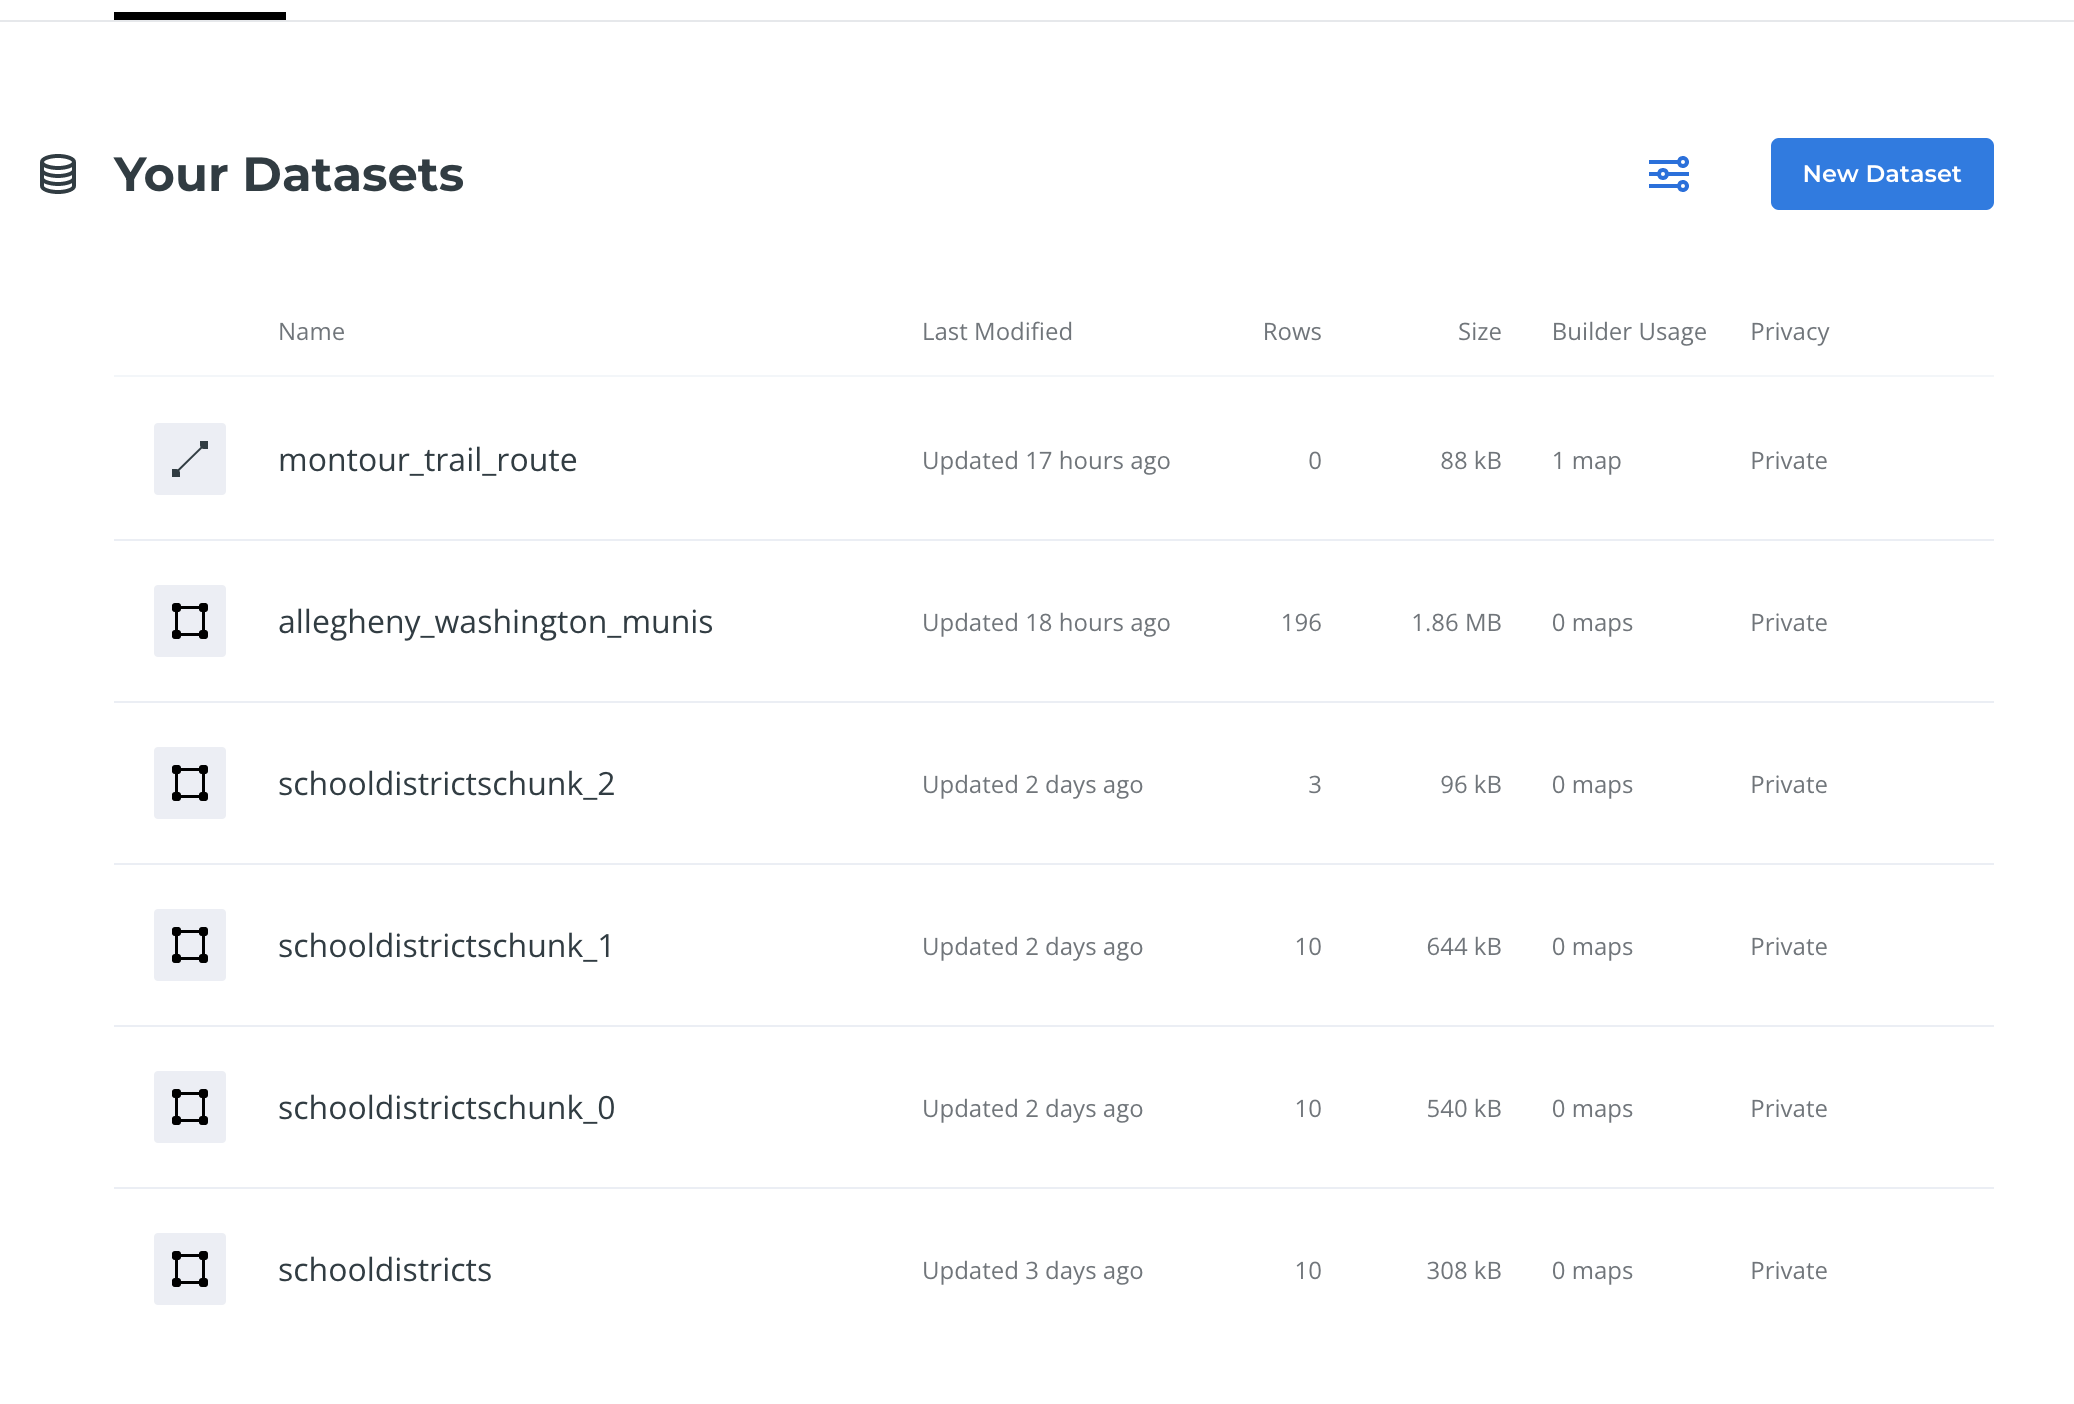 Your Datasets
New Dataset
Name Last Modified Rows Size Builder Usage Privacy
montour_trail_route Updated 17 hours ago 0 88 kB 1 map Private
allegheny_washington_munis Updated 18 hours ago 196 1.86 MB 0 maps Private
schooldistrictschunk_2 Updated 2 days ago 3 96 kB 0 maps Private
schooldistrictschunk_1 Updated 2 days ago 10 644 kB 0 maps Private
schooldistrictschunk_0 Updated 2 days ago 10 540 kB 0 maps Private
schooldistricts Updated 3 days ago 10 308 kB 0 maps Private